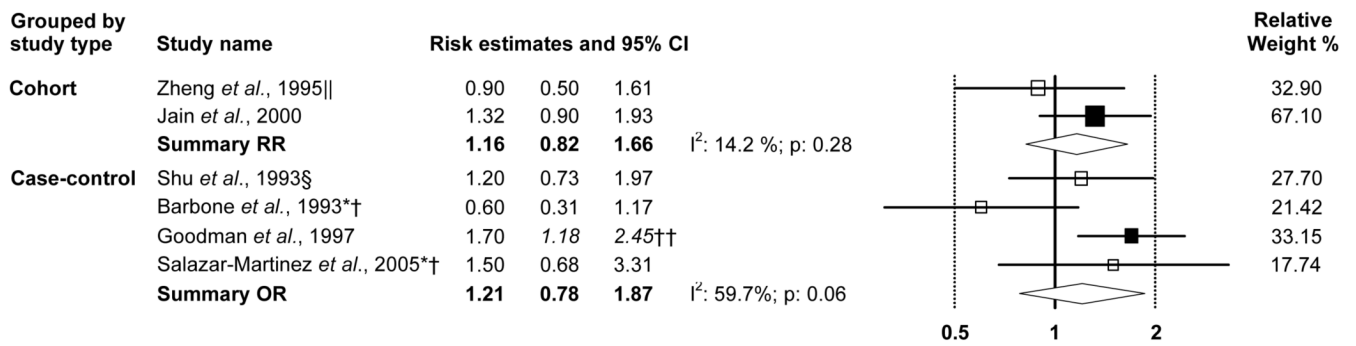 Grouped by study type Study name Risk estimates and 95% CI Relative Weight %
Cohort Zheng et al., 1995|| 0.90 0.50 1.61 32.90
Jain et al., 2000 1.32 0.90 1.93 67.10
Summary RR 1.16 0.82 1.66 I²: 14.2 %; p: 0.28
Case-control Shu et al., 1993§ 1.20 0.73 1.97 27.70
Barbone et al., 1993*† 0.60 0.31 1.17 21.42
Goodman et al., 1997 1.70 1.18 2.45†† 33.15
Salazar-Martinez et al., 2005*† 1.50 0.68 3.31 17.74
Summary OR 1.21 0.78 1.87 I²: 59.7%; p: 0.06
0.5 1 2